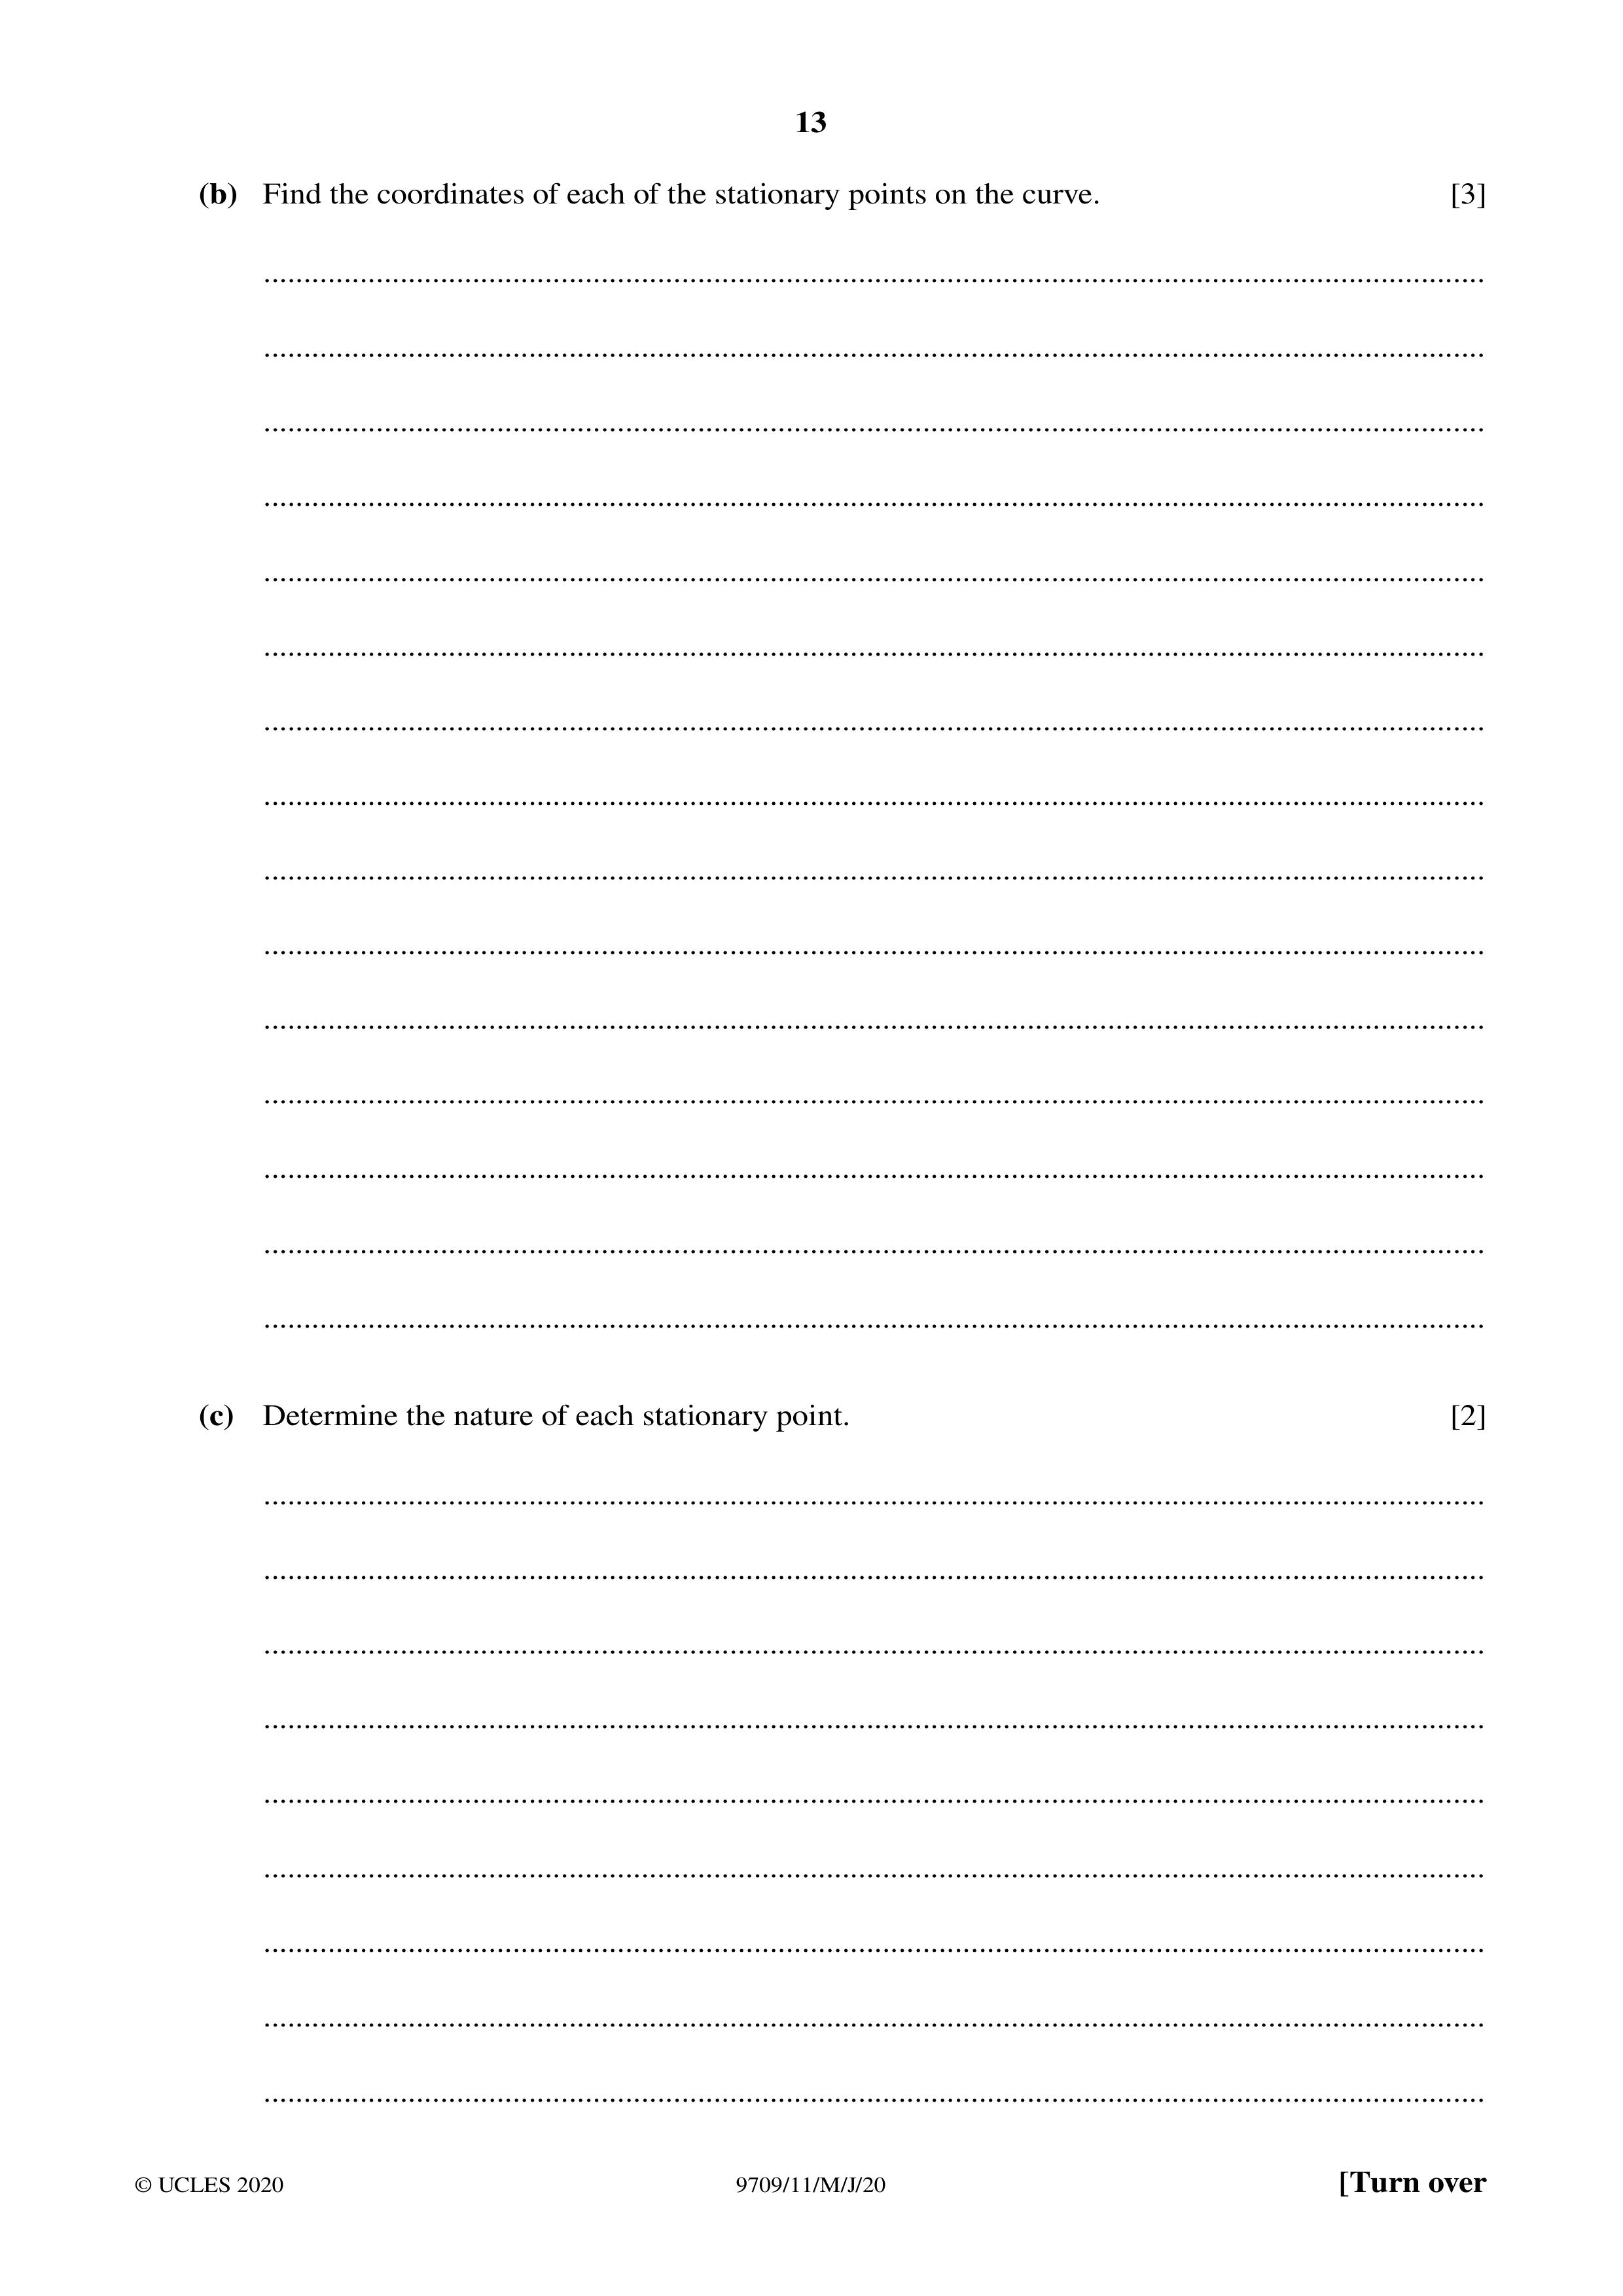 13
(b) Find the coordinates of each of the stationary points on the curve. [3]
(c) Determine the nature of each stationary point. [2]
© UCLES 2020 9709/11/M/J/20 [Turn over